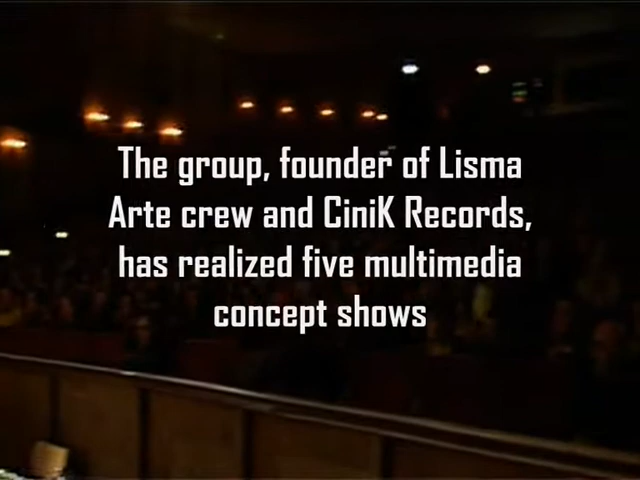 The group, founder of Lisma
Arte crew and CiniK Records,
has realized five multimedia
concept shows